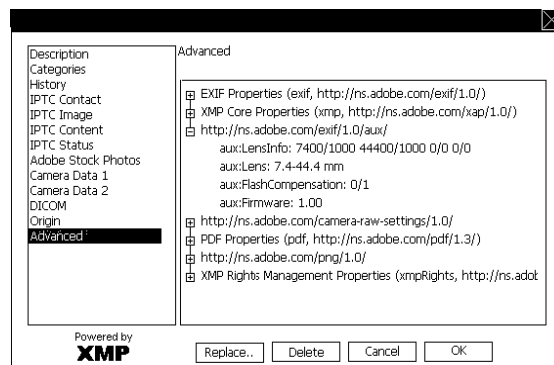 Description
Categories
History
IPTC Contact
IPTC Image
IPTC Content
IPTC Status
Adobe Stock Photos
Camera Data 1
Camera Data 2
DICOM
Origin
Advanced
Advanced
EXIF Properties (exif, http://ns.adobe.com/exif/1.0/)
XMP Core Properties (xmp, http://ns.adobe.com/xap/1.0/)
http://ns.adobe.com/exif/1.0/aux/
aux:LensInfo: 7400/1000 44400/1000 0/0 0/0
aux:Lens: 7.4-44.4 mm
aux:FlashCompensation: 0/1
aux:Firmware: 1.00
http://ns.adobe.com/camera-raw-settings/1.0/
PDF Properties (pdf, http://ns.adobe.com/pdf/1.3/)
http://ns.adobe.com/png/1.0/
XMP Rights Management Properties (xmpRights, http://ns.adob
Powered by
XMP
Replace.. Delete Cancel OK